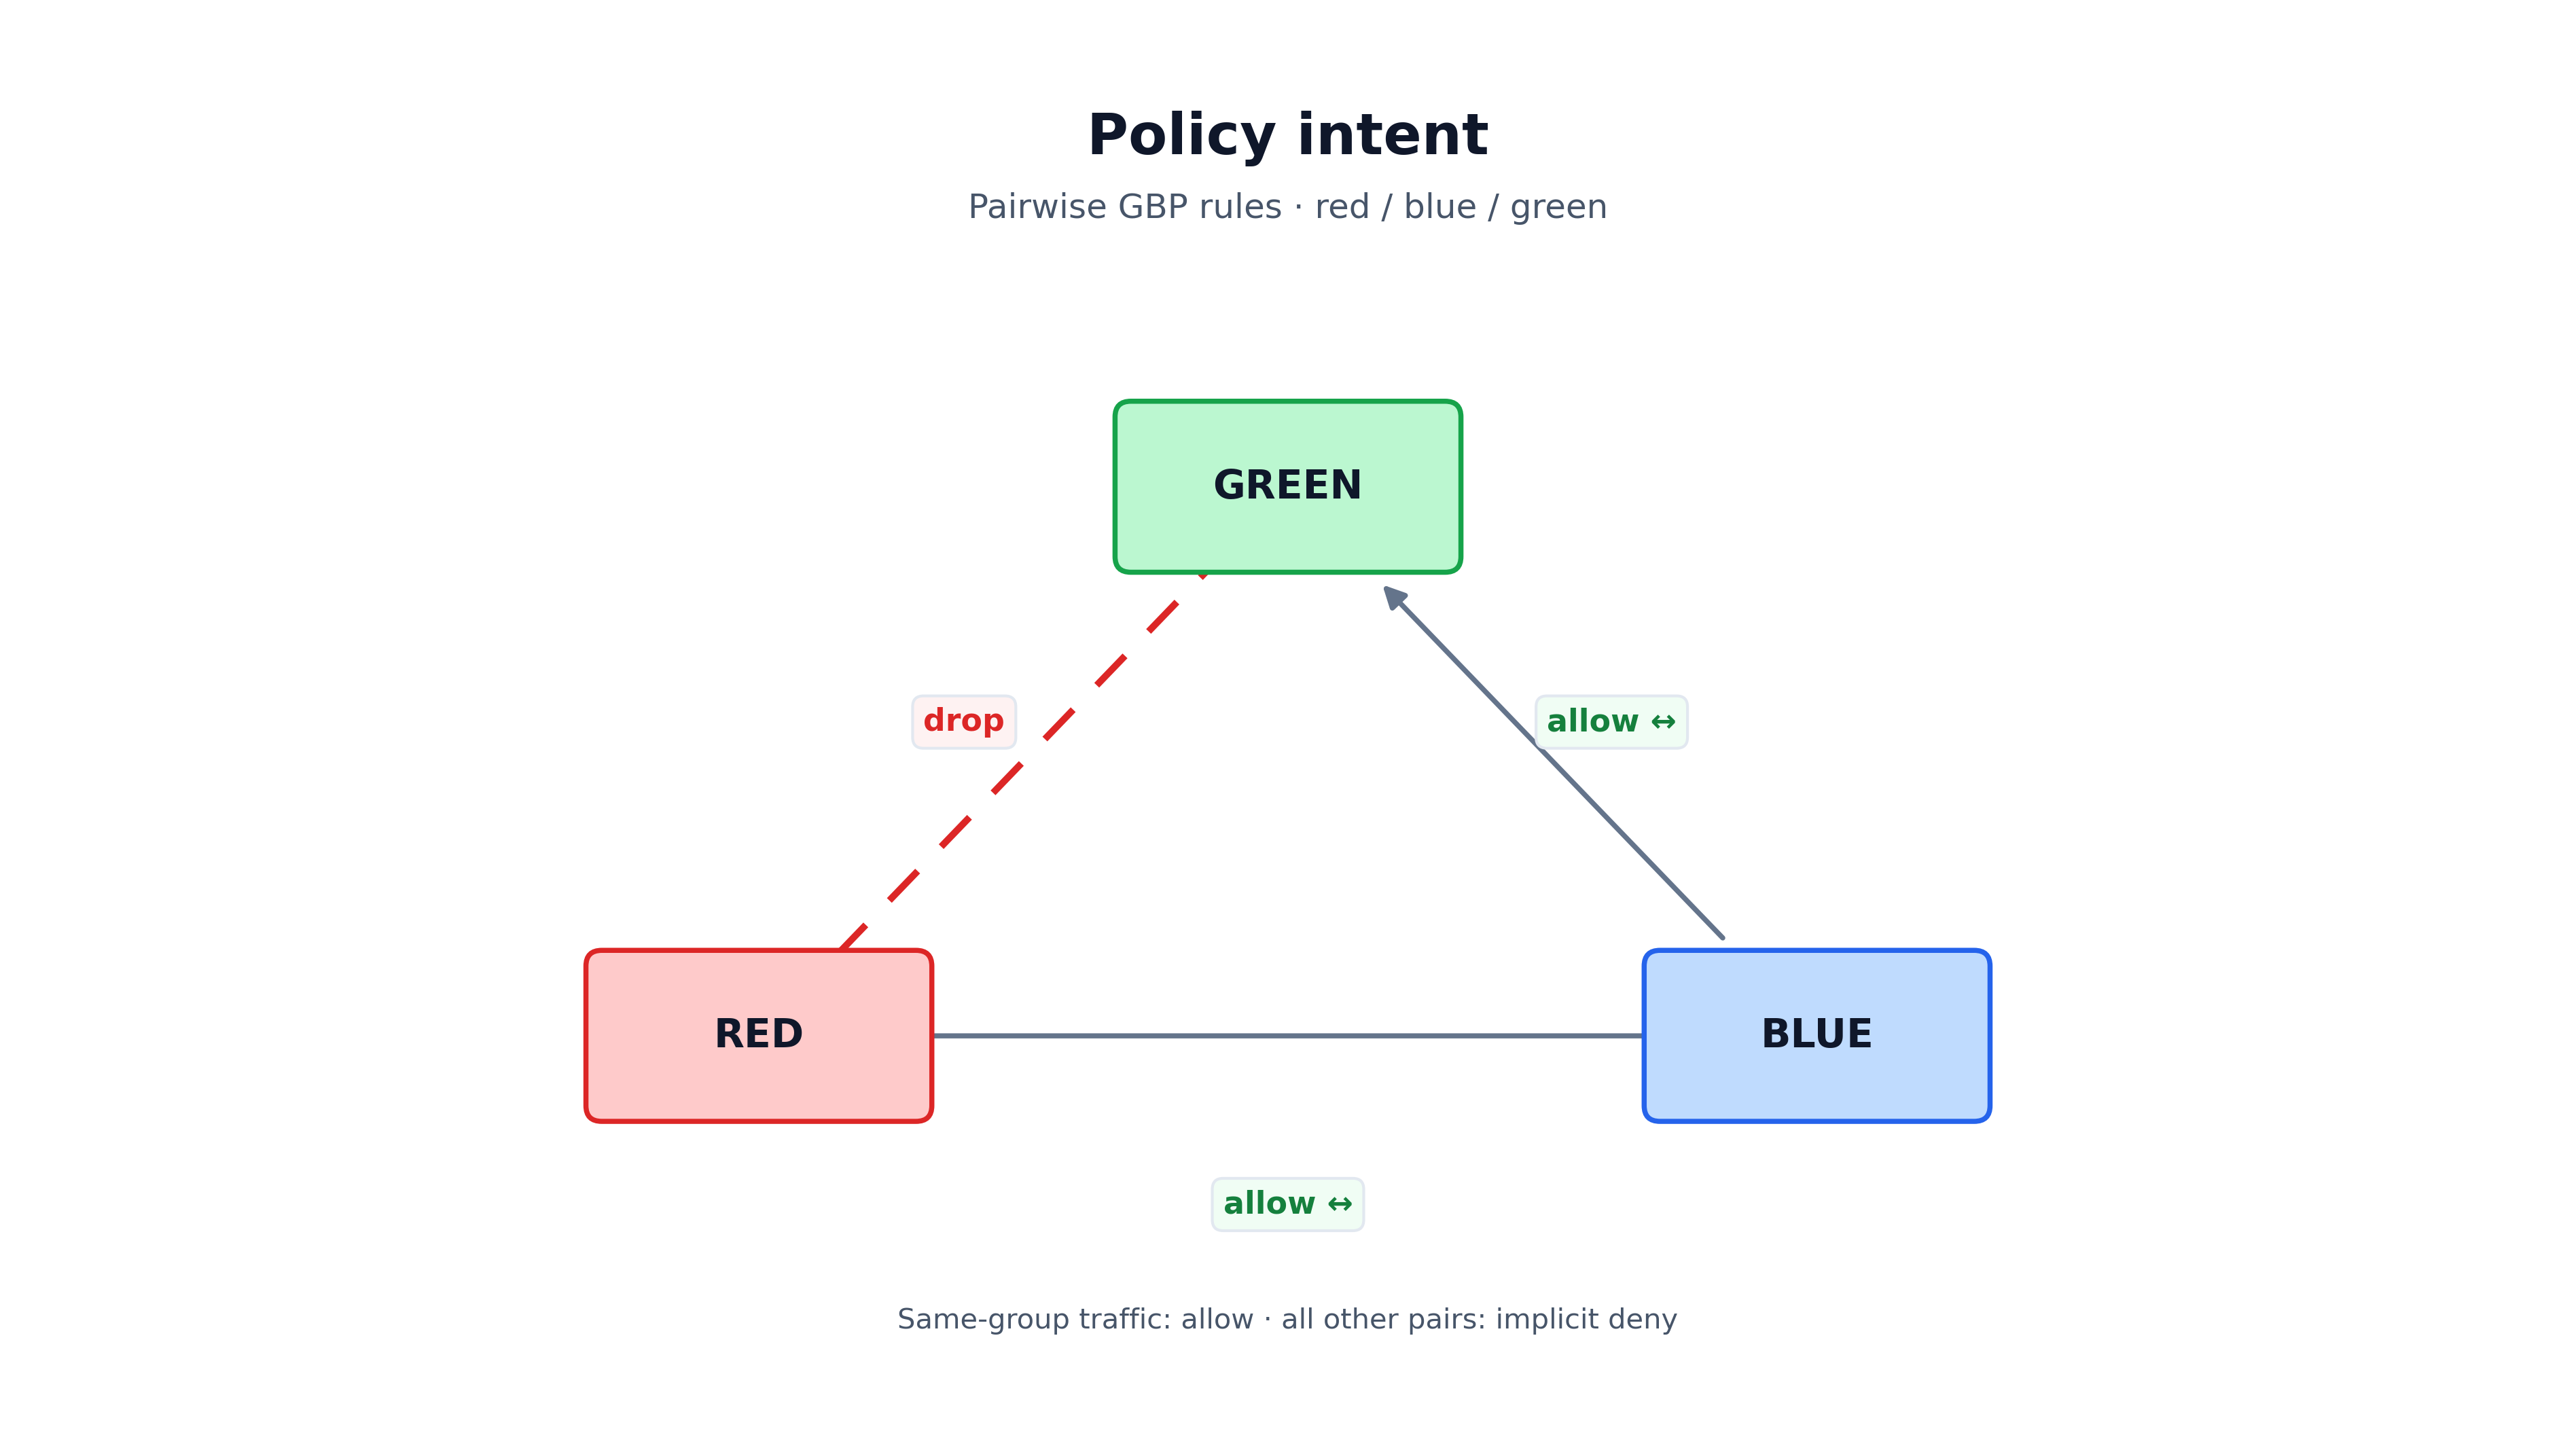 Policy intent
Pairwise GBP rules · red / blue / green
GREEN
drop
allow ↔
RED
BLUE
allow ↔
Same-group traffic: allow · all other pairs: implicit deny